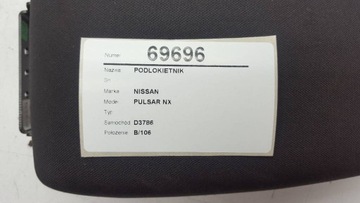 Numer 69696
Nazwa PODLOKIETNIK
Marka NISSAN
Model PULSAR NX
Typ
Samochód D3786
Położenie B/106